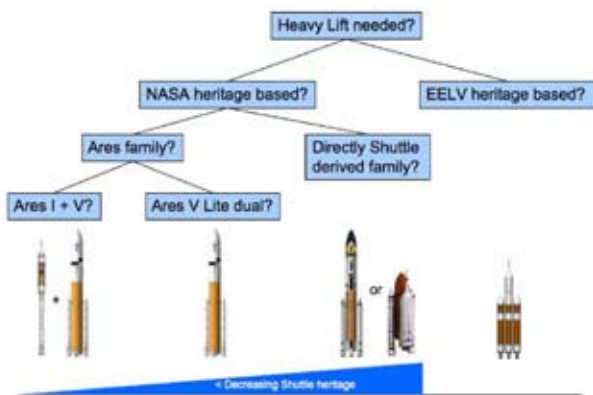 Heavy Lift needed?
NASA heritage based?
EELV heritage based?
Ares family?
Directly Shuttle
derived family?
Ares I + V?
Ares V Lite dual?
+
or
< Decreasing Shuttle heritage